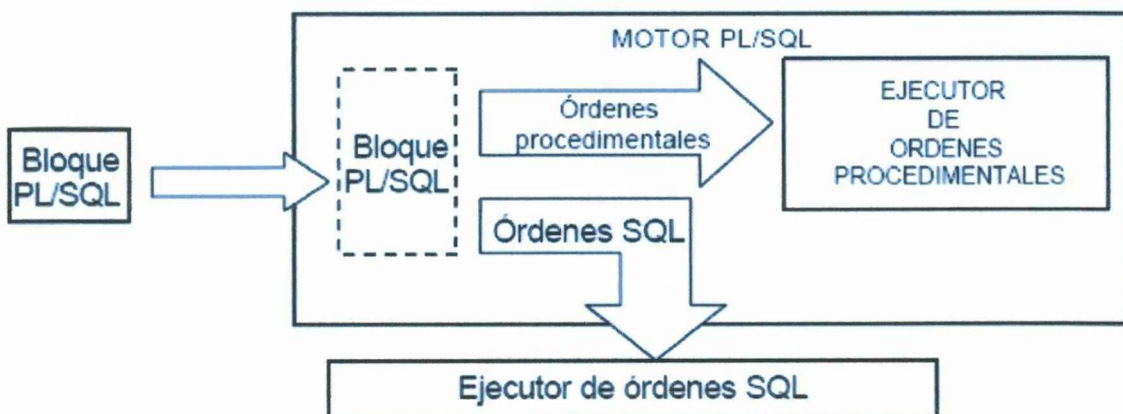 MOTOR PL/SQL
Bloque
PL/SQL
Bloque
PL/SQL
Órdenes
procedimentales
EJECUTOR
DE
ORDENES
PROCEDIMENTALES
Órdenes SQL
Ejecutor de órdenes SQL